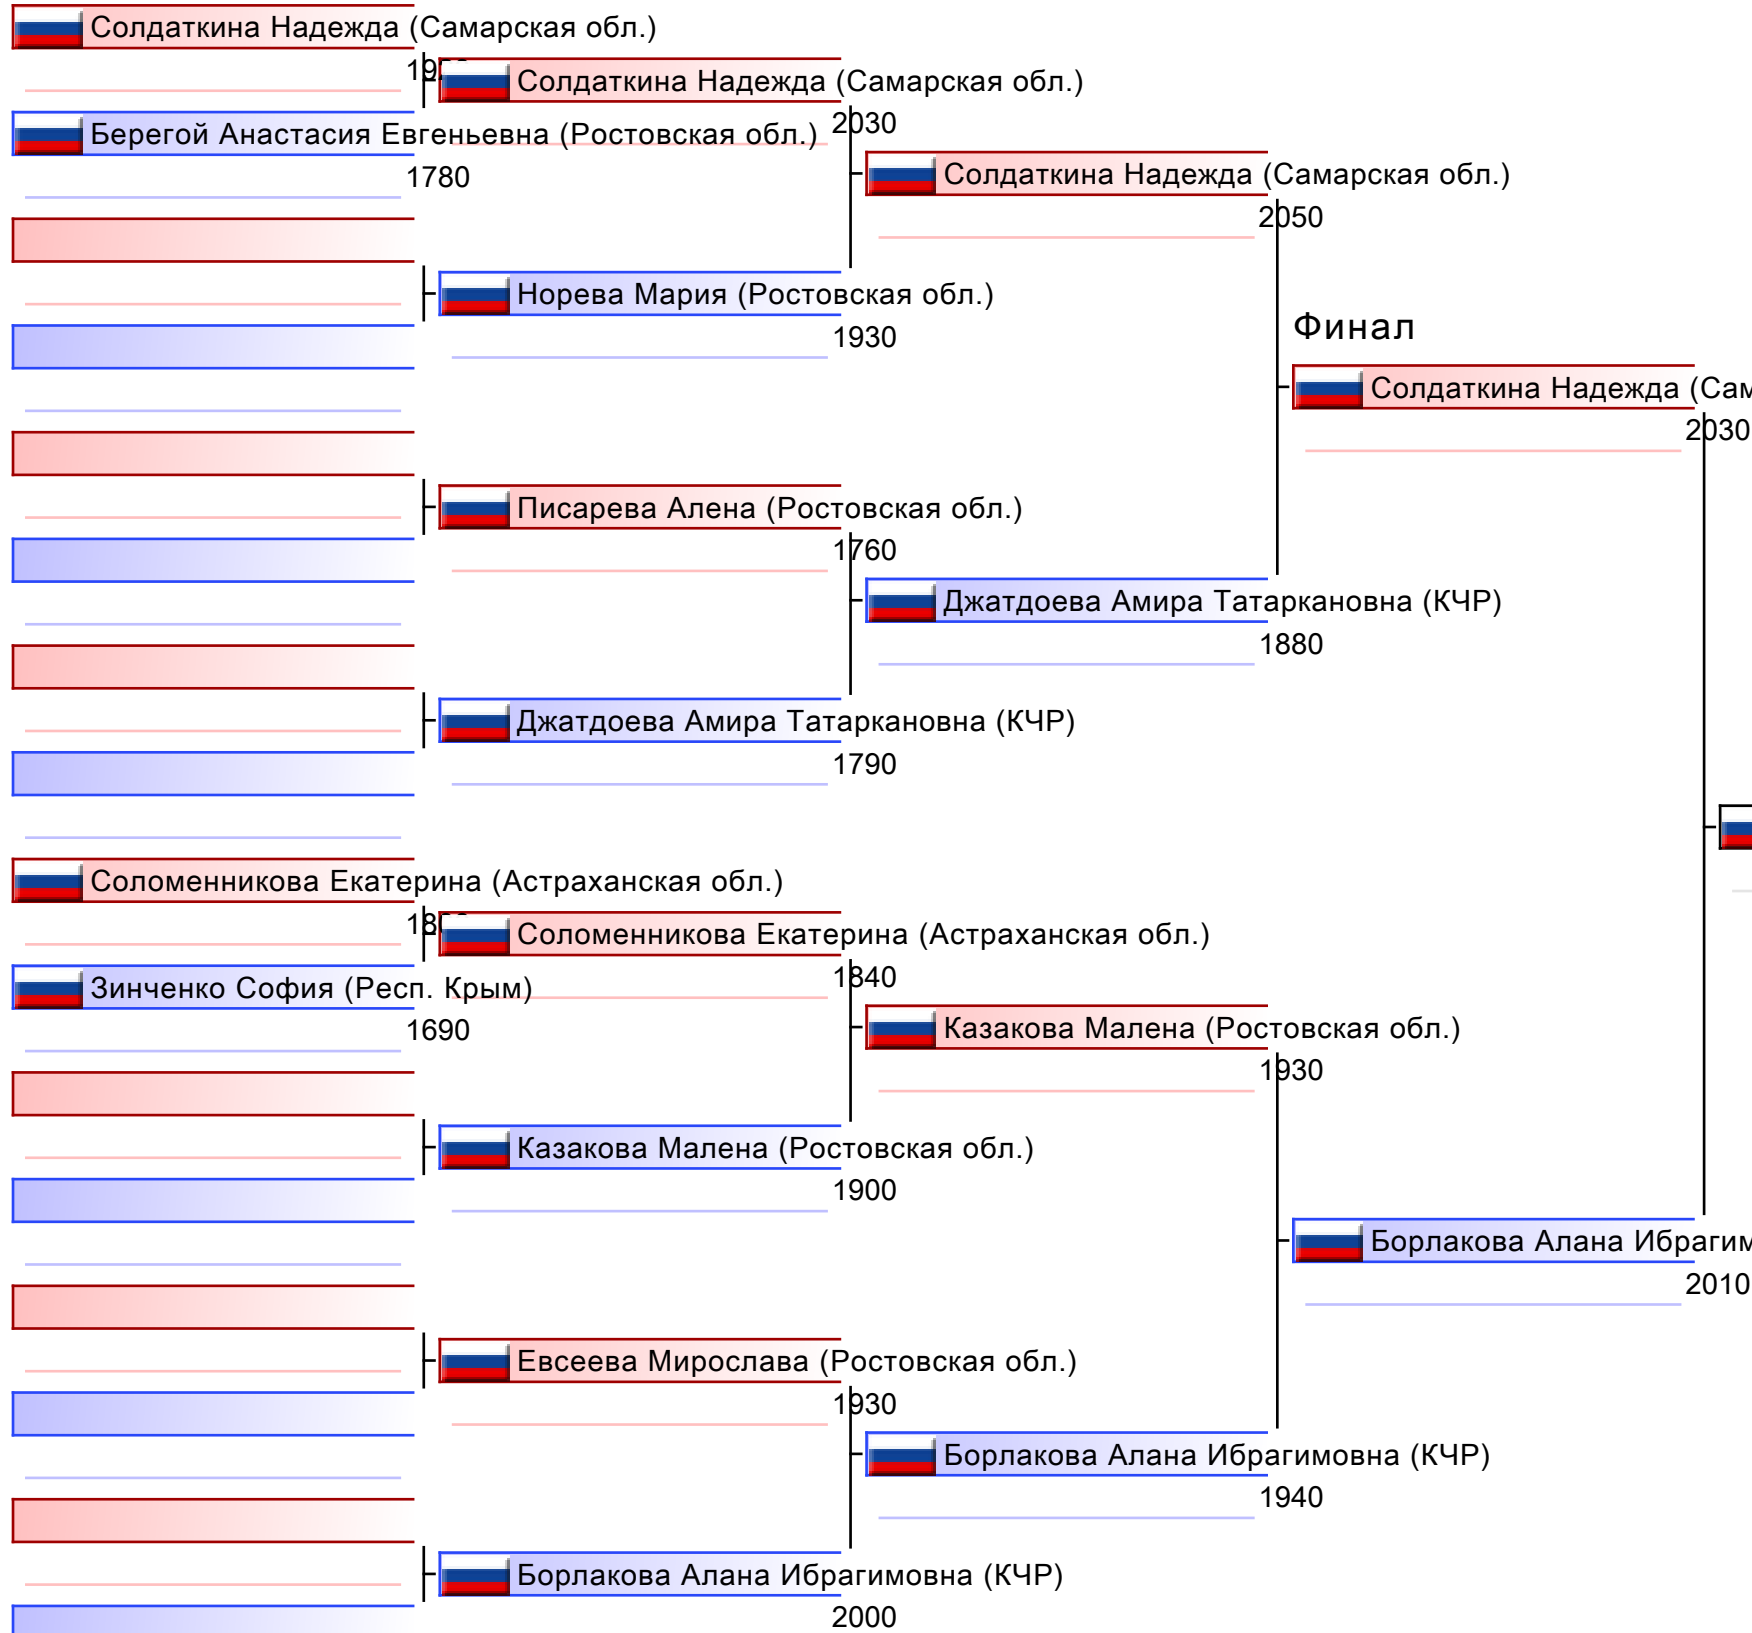 Солдаткина Надежда (Самарская обл.)
Солдаткина Надежда (Самарская обл.)
2030
Берегой Анастасия Евгеньевна (Ростовская обл.)
1780
Солдаткина Надежда (Самарская обл.)
2050
Норева Мария (Ростовская обл.)
1930
Финал
Солдаткина Надежда
2030
Писарева Алена (Ростовская обл.)
1760
Джатдоева Амира Татаркановна (КЧР)
1880
Джатдоева Амира Татаркановна (КЧР)
1790
Соломенникова Екатерина (Астраханская обл.)
Соломенникова Екатерина (Астраханская обл.)
1840
Зинченко София (Респ. Крым)
1690
Казакова Малена (Ростовская обл.)
1930
Казакова Малена (Ростовская обл.)
1900
Борлакова Алана
2010
Евсеева Мирослава (Ростовская обл.)
1930
Борлакова Алана Ибрагимовна (КЧР)
1940
Борлакова Алана Ибрагимовна (КЧР)
2000